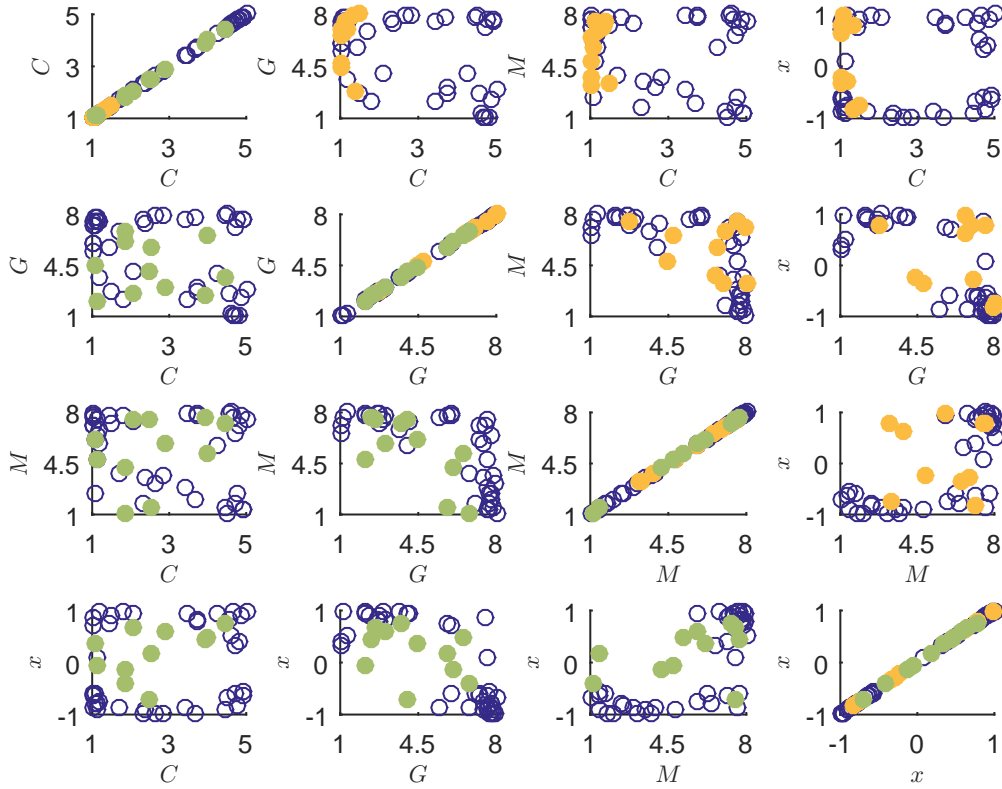 5 8 8 1
C 3 G 4.5 M 4.5 x 0
1 1 1 -1
1 3 5 1 3 5 1 3 5 1 3 5
C C C C
8 8 8 1
G 4.5 G 4.5 M 4.5 x 0
1 1 1 -1
1 3 5 1 4.5 8 1 4.5 8 1 4.5 8
C G G G
8 8 8 1
M 4.5 M 4.5 M 4.5 x 0
1 1 1 -1
1 3 5 1 4.5 8 1 4.5 8 1 4.5 8
C G M M
1 1 1 1
x 0 x 0 x 0 x 0
-1 -1 -1 -1
1 3 5 1 4.5 8 1 4.5 8 -1 0 1
C G M x